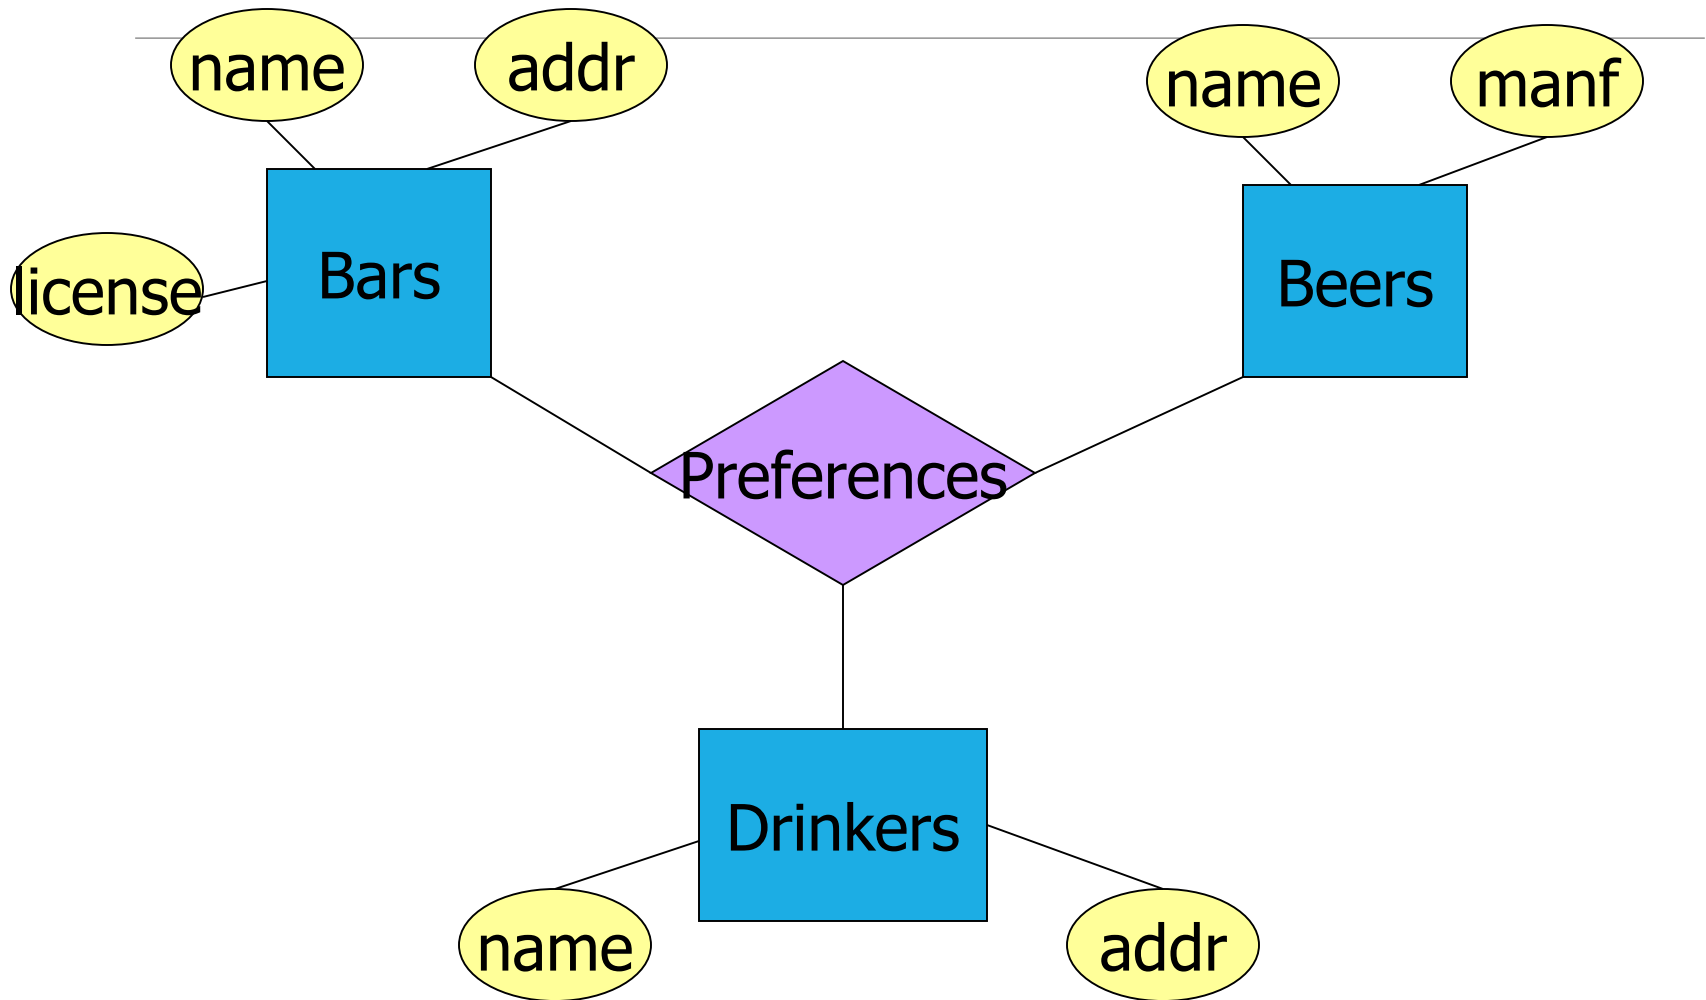 name
addr
name
manf
license
Bars
Beers
Preferences
Drinkers
name
addr